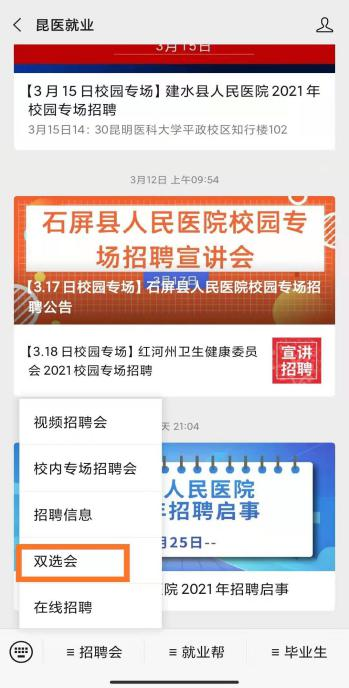 昆医就业
3月15日
【3月15日校园专场】建水县人民医院2021年
校园专场招聘
3月15日14：30昆明医科大学平政校区知行楼102
3月12日 上午09:54
石屏县人民医院校园专
场招聘宣讲会
3月17日
【3.17日校园专场】石屏县人民医院校园专场招
聘公告
【3.18日校园专场】红河州卫生健康委员
会2021校园专场招聘
宣讲
招聘
天 21:04
视频招聘会
校内专场招聘会
招聘信息
双选会
在线招聘
人民医院
年招聘启事
月25日--
医院2021年招聘启事
招聘会
就业帮
毕业生